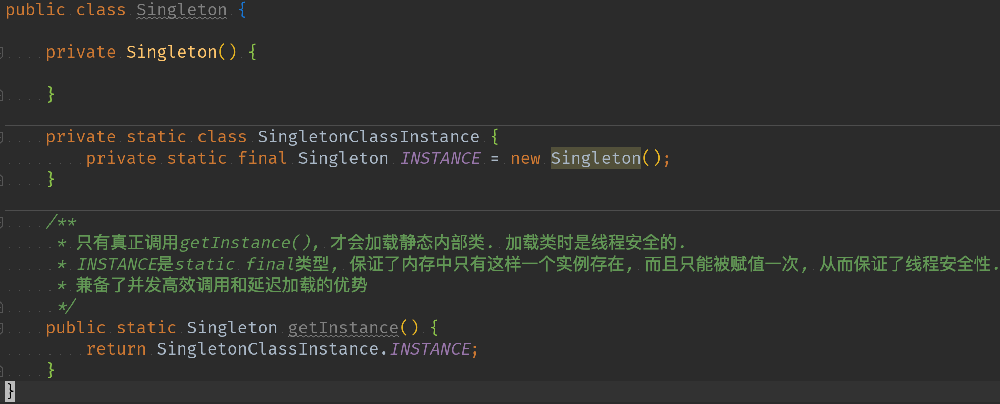 public class Singleton {
private Singleton() {
}
private static class SingletonClassInstance {
private static final Singleton INSTANCE = new Singleton();
}
/**
* 只有真正调用getInstance(), 才会加载静态内部类. 加载类时是线程安全的.
* INSTANCE是static final类型, 保证了内存中只有这样一个实例存在, 而且只能被赋值一次, 从而保证了线程安全性.
* 兼备了并发高效调用和延迟加载的优势
*/
public static Singleton getInstance() {
return SingletonClassInstance.INSTANCE;
}
}